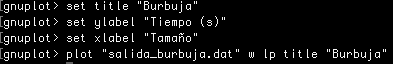 [gnuplot> set title "Burbuja"
[gnuplot> set ylabel "Tiempo (s)"
[gnuplot> set xlabel "Tamaño"
[gnuplot> plot "salida_burbuja.dat" w lp title "Burbuja"